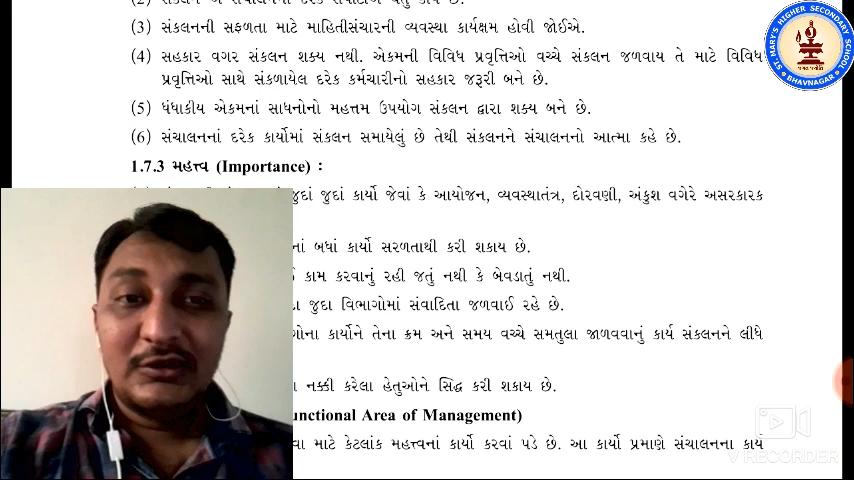 (3) સંકલનની સફળતા માટે માહિતીસંચારની વ્યવસ્થા કાર્યક્ષમ હોવી જોઈએ.
(4) સહકાર વગર સંકલન શક્ય નથી. એકમની વિવિધ પ્રવૃત્તિઓ વચ્ચે સંકલન જળવાય તે માટે વિવિધ
પ્રવૃત્તિઓ સાથે સંકળાયેલ દરેક કર્મચારીનો સહકાર જરૂરી બને છે.
(5) ધંધાકીય એકમનાં સાધનોનો મહત્તમ ઉપયોગ સંકલન દ્વારા શક્ય બને છે.
(6) સંચાલનનાં દરેક કાર્યોમાં સંકલન સમાયેલું છે તેથી સંકલનને સંચાલનનો આત્મા કહે છે.
1.7.3 મહત્ત્વ (Importance) :
જુદાં જુદાં કાર્યો જેવાં કે આયોજન, વ્યવસ્થાતંત્ર, દોરવણી, અંકુશ વગેરે અસરકારક
નાં બધાં કાર્યો સરળતાથી કરી શકાય છે.
કામ કરવાનું રહી જતું નથી કે બેવડાતું નથી.
જુદા વિભાગોમાં સંવાદિતા જળવાઈ રહે છે.
ગોના કાર્યોને તેના ક્રમ અને સમય વચ્ચે સમતુલા જાળવવાનું કાર્ય સંકલનને લીધે
નક્કી કરેલા હેતુઓને સિદ્ધ કરી શકાય છે.
unctional Area of Management)
વા માટે કેટલાંક મહત્ત્વનાં કાર્યો કરવાં પડે છે. આ કાર્યો પ્રમાણે સંચાલનના કાર્ય
ST. MARY'S HIGHER SECONDARY SCHOOL
BHAVNAGAR
V RECORDER